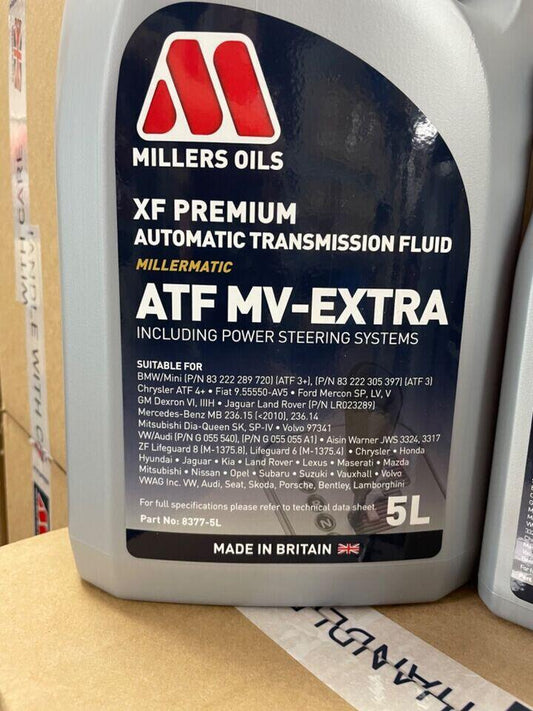 MILLERS OILS
XF PREMIUM
AUTOMATIC TRANSMISSION FLUID
MILLERMATIC
ATF MV-EXTRA
INCLUDING POWER STEERING SYSTEMS
SUITABLE FOR
BMW/Mini (P/N 83 222 289 720) (ATF 3+), (P/N 83 222 305 397) (ATF 3)
Chrysler ATF 4+ • Fiat 9.55550-AV5 • Ford Mercon SP, LV, V
GM Dexron VI, IIIH • Jaguar Land Rover (P/N LR023289)
Mercedes-Benz MB 236.15 (<2010), 236.14
Mitsubishi Dia-Queen SK, SP-IV • Volvo 97341
VW/Audi (P/N G 055 540), (P/N G 055 055 A1) • Aisin Warner JWS 3324, 3317
ZF Lifeguard 8 (M-1375.8), Lifeguard 6 (M-1375.4) • Chrysler • Honda
Hyundai • Jaguar • Kia • Land Rover • Lexus • Maserati • Mazda
Mitsubishi • Nissan • Opel • Subaru • Suzuki • Vauxhall • Volvo
VWAG Inc. VW, Audi, Seat, Skoda, Porsche, Bentley, Lamborghini
For full specifications please refer to technical data sheet.
Part No: 8377-5L
5L
MADE IN BRITAIN
HANDLE WITH